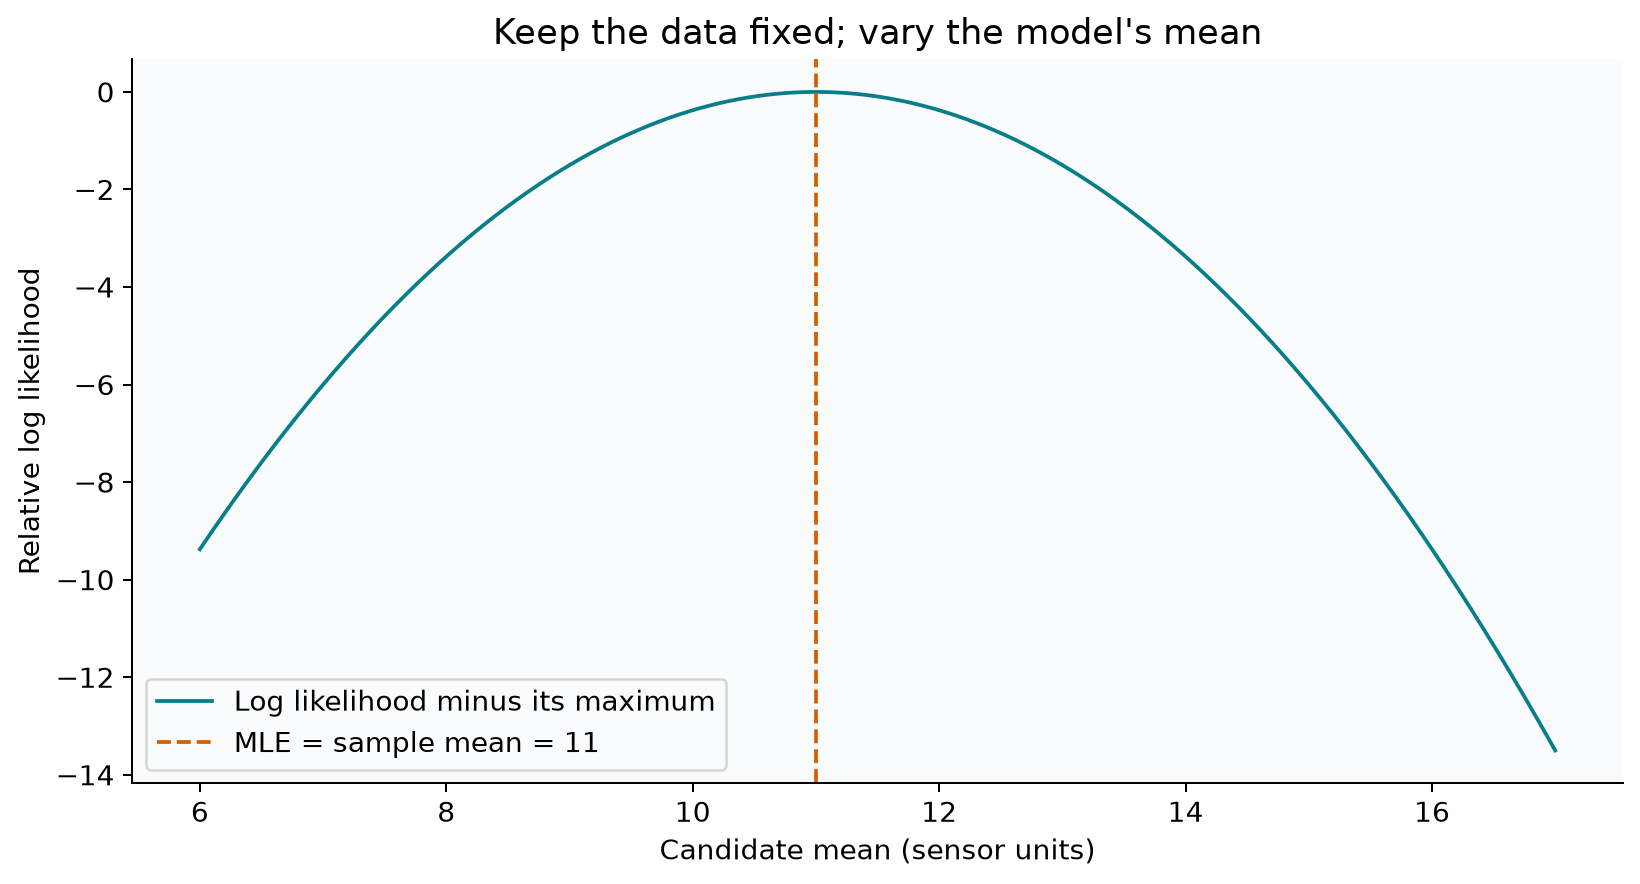 Keep the data fixed; vary the model's mean
Relative log likelihood
0
−2
−4
−6
−8
−10
−12
−14
Log likelihood minus its maximum
MLE = sample mean = 11
6
8
10
12
14
16
Candidate mean (sensor units)